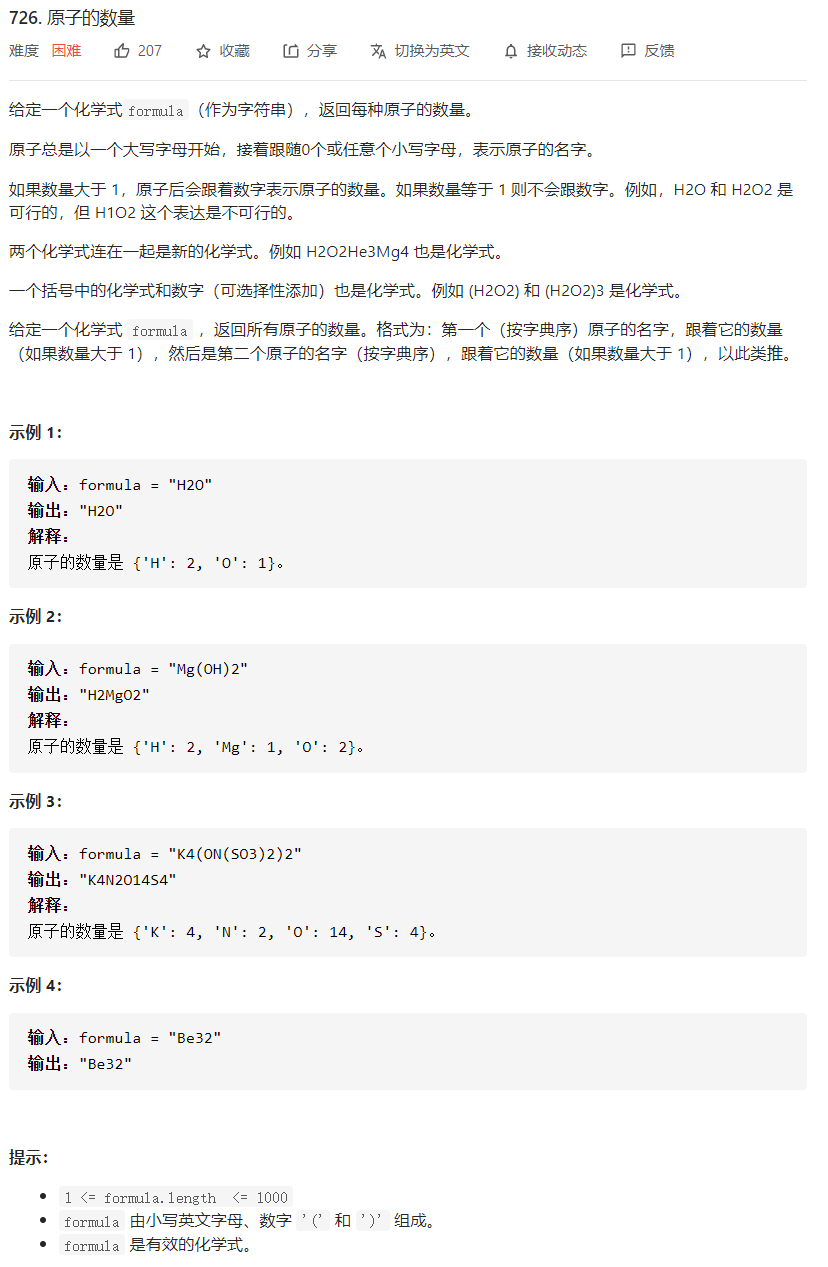 726. 原子的数量
难度 困难 207 收藏 分享 切换为英文 接收动态 反馈
给定一个化学式 formula（作为字符串），返回每种原子的数量。
原子总是以一个大写字母开始，接着跟随0个或任意个小写字母，表示原子的名字。
如果数量大于 1，原子后会跟着数字表示原子的数量。如果数量等于 1 则不会跟数字。例如，H2O 和 H2O2 是
可行的，但 H1O2 这个表达是不可行的。
两个化学式连在一起是新的化学式。例如 H2O2He3Mg4 也是化学式。
一个括号中的化学式和数字（可选择性添加）也是化学式。例如 (H2O2) 和 (H2O2)3 是化学式。
给定一个化学式 formula ，返回所有原子的数量。格式为：第一个（按字典序）原子的名字，跟着它的数量
（如果数量大于 1），然后是第二个原子的名字（按字典序），跟着它的数量（如果数量大于 1），以此类推。
示例 1：
输入：formula = "H2O"
输出："H2O"
解释：
原子的数量是 {'H': 2, 'O': 1}。
示例 2：
输入：formula = "Mg(OH)2"
输出："H2MgO2"
解释：
原子的数量是 {'H': 2, 'Mg': 1, 'O': 2}。
示例 3：
输入：formula = "K4(ON(SO3)2)2"
输出："K4N2O14S4"
解释：
原子的数量是 {'K': 4, 'N': 2, 'O': 14, 'S': 4}。
示例 4：
输入：formula = "Be32"
输出："Be32"
提示：
1 <= formula.length <= 1000
formula 由小写英文字母、数字 '(' 和 ')' 组成。
formula 是有效的化学式。